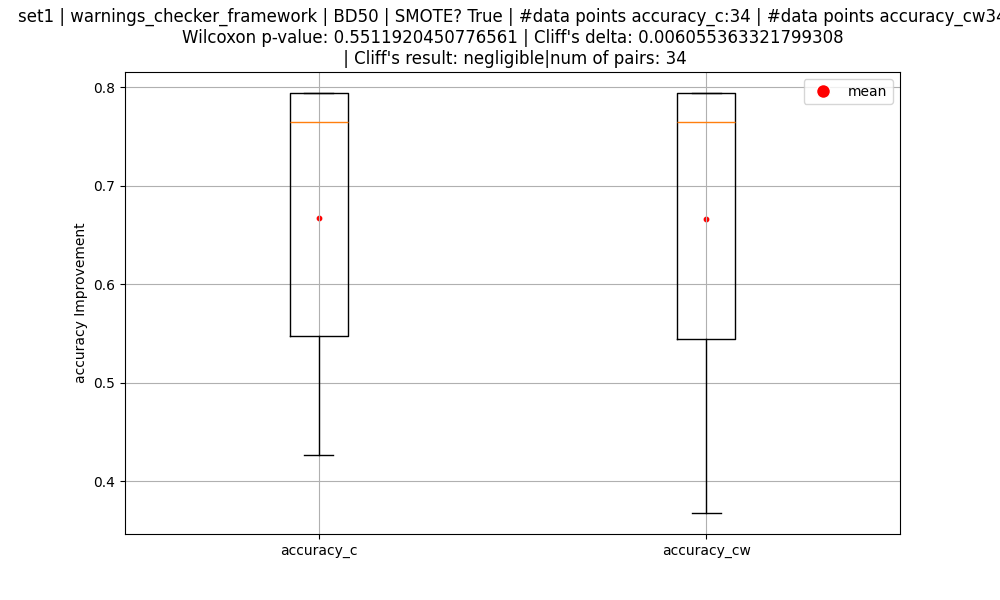 set1 | warnings_checker_framework | BD50 | SMOTE? True | #data points accuracy_c:34 | #data points accuracy_cw34
Wilcoxon p-value: 0.5511920450776561 | Cliff's delta: 0.006055363321799308
| Cliff's result: negligible|num of pairs: 34
mean
0.8
0.7
0.6
0.5
0.4
accuracy Improvement
accuracy_c
accuracy_cw